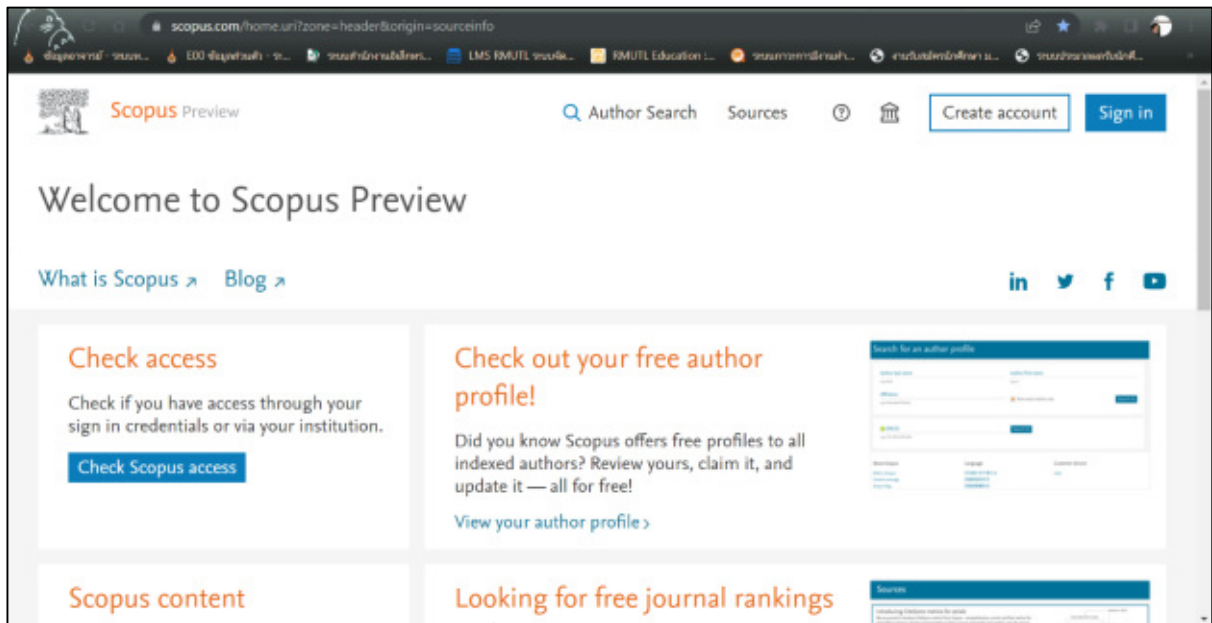 scopus.com/home.uri?zone=header&origin=sourceinfo
LMS RMUTL
RMUTL Education :...
Scopus Preview
Author Search
Sources
Create account
Sign in
Welcome to Scopus Preview
What is Scopus
Blog
Check access
Check if you have access through your
sign in credentials or via your institution.
Check Scopus access
Check out your free author
profile!
Did you know Scopus offers free profiles to all
indexed authors? Review yours, claim it, and
update it — all for free!
View your author profile
Search for an author profile
Scopus content
Looking for free journal rankings
Sources